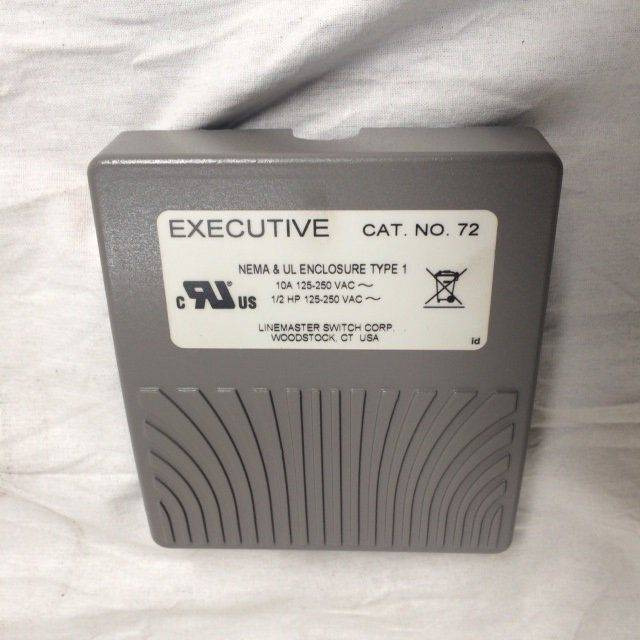 EXECUTIVE CAT. NO. 72
NEMA & UL ENCLOSURE TYPE 1
10A 125-250 VAC ~
1/2 HP 125-250 VAC ~
c RU US
LINEMASTER SWITCH CORP.
WOODSTOCK, CT USA
id